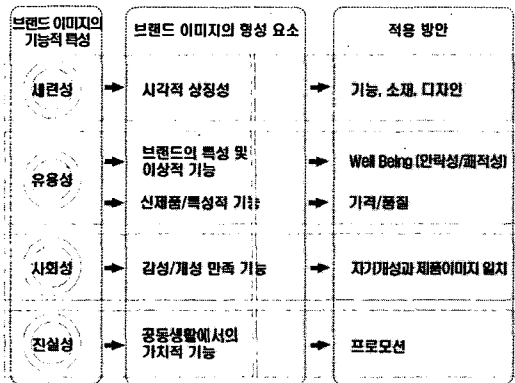 브랜드 이미지의
기능적 특성
브랜드 이미지의 형성 요소
적용 방안
세련성
시각적 상징성
기능, 소재, 디자인
유용성
브랜드의 특성 및
이상적 기능
Well Being (안락성/쾌적성)
신제품/특성적 기능
가격/품질
사회성
감성/개성 만족 기능
자기개성과 제품이미지 일치
진실성
공동생활에서의
가치적 기능
프로모션